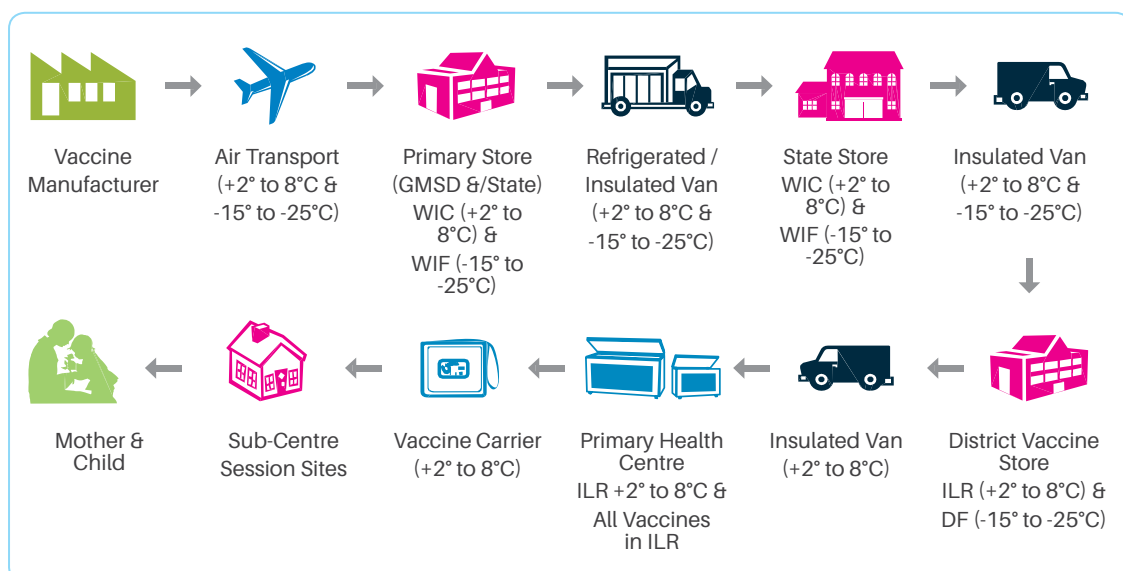 Vaccine
Manufacturer
Air Transport
(+2° to 8°C &
-15° to -25°C)
Primary Store
(GMSD &/State)
WIC (+2° to
8°C) &
WIF (-15° to
-25°C)
Refrigerated /
Insulated Van
(+2° to 8°C &
-15° to -25°C)
State Store
WIC (+2° to
8°C) &
WIF (-15° to
-25°C)
Insulated Van
(+2° to 8°C &
-15° to -25°C)
District Vaccine
Store
ILR (+2° to 8°C) &
DF (-15° to -25°C)
Insulated Van
(+2° to 8°C)
Primary Health
Centre
ILR +2° to 8°C &
All Vaccines
in ILR
Vaccine Carrier
(+2° to 8°C)
Sub-Centre
Session Sites
Mother &
Child